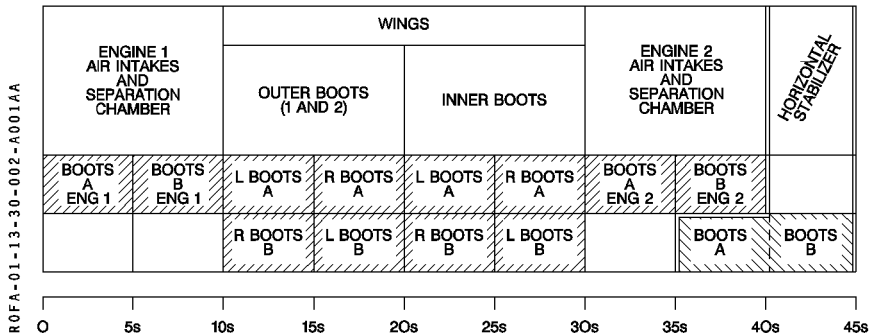 WINGS
ENGINE 1
AIR INTAKES
AND
SEPARATION
CHAMBER
OUTER BOOTS
(1 AND 2)
INNER BOOTS
ENGINE 2
AIR INTAKES
AND
SEPARATION
CHAMBER
HORIZONTAL
STABILIZER
BOOTS
A
ENG 1
BOOTS
B
ENG 1
L BOOTS
A
R BOOTS
A
L BOOTS
A
R BOOTS
A
BOOTS
A
ENG 2
BOOTS
B
ENG 2
R BOOTS
B
L BOOTS
B
R BOOTS
B
L BOOTS
B
BOOTS
A
BOOTS
B
0 5s 10s 15s 20s 25s 30s 35s 40s 45s
R0FA-01-13-30-002-A001AA